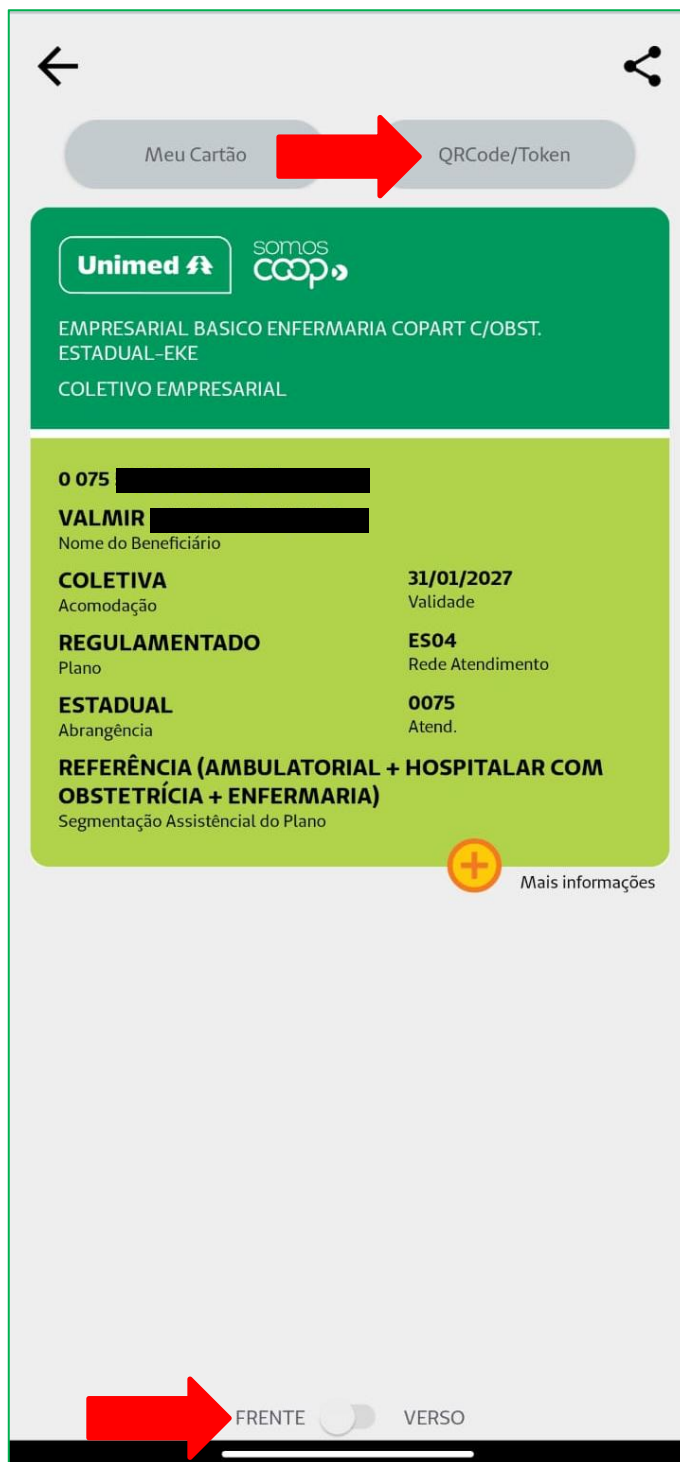 Meu Cartão QRCode/Token
Unimed somos
coop
EMPRESARIAL BASICO ENFERMARIA COPART C/OBST.
ESTADUAL-EKE
COLETIVO EMPRESARIAL
0 075
VALMIR
Nome do Beneficiário
COLETIVA 31/01/2027
Acomodação Validade
REGULAMENTADO ES04
Plano Rede Atendimento
ESTADUAL 0075
Abrangência Atend.
REFERÊNCIA (AMBULATORIAL + HOSPITALAR COM
OBSTETRÍCIA + ENFERMARIA)
Segmentação Assistêncial do Plano
Mais informações
FRENTE VERSO